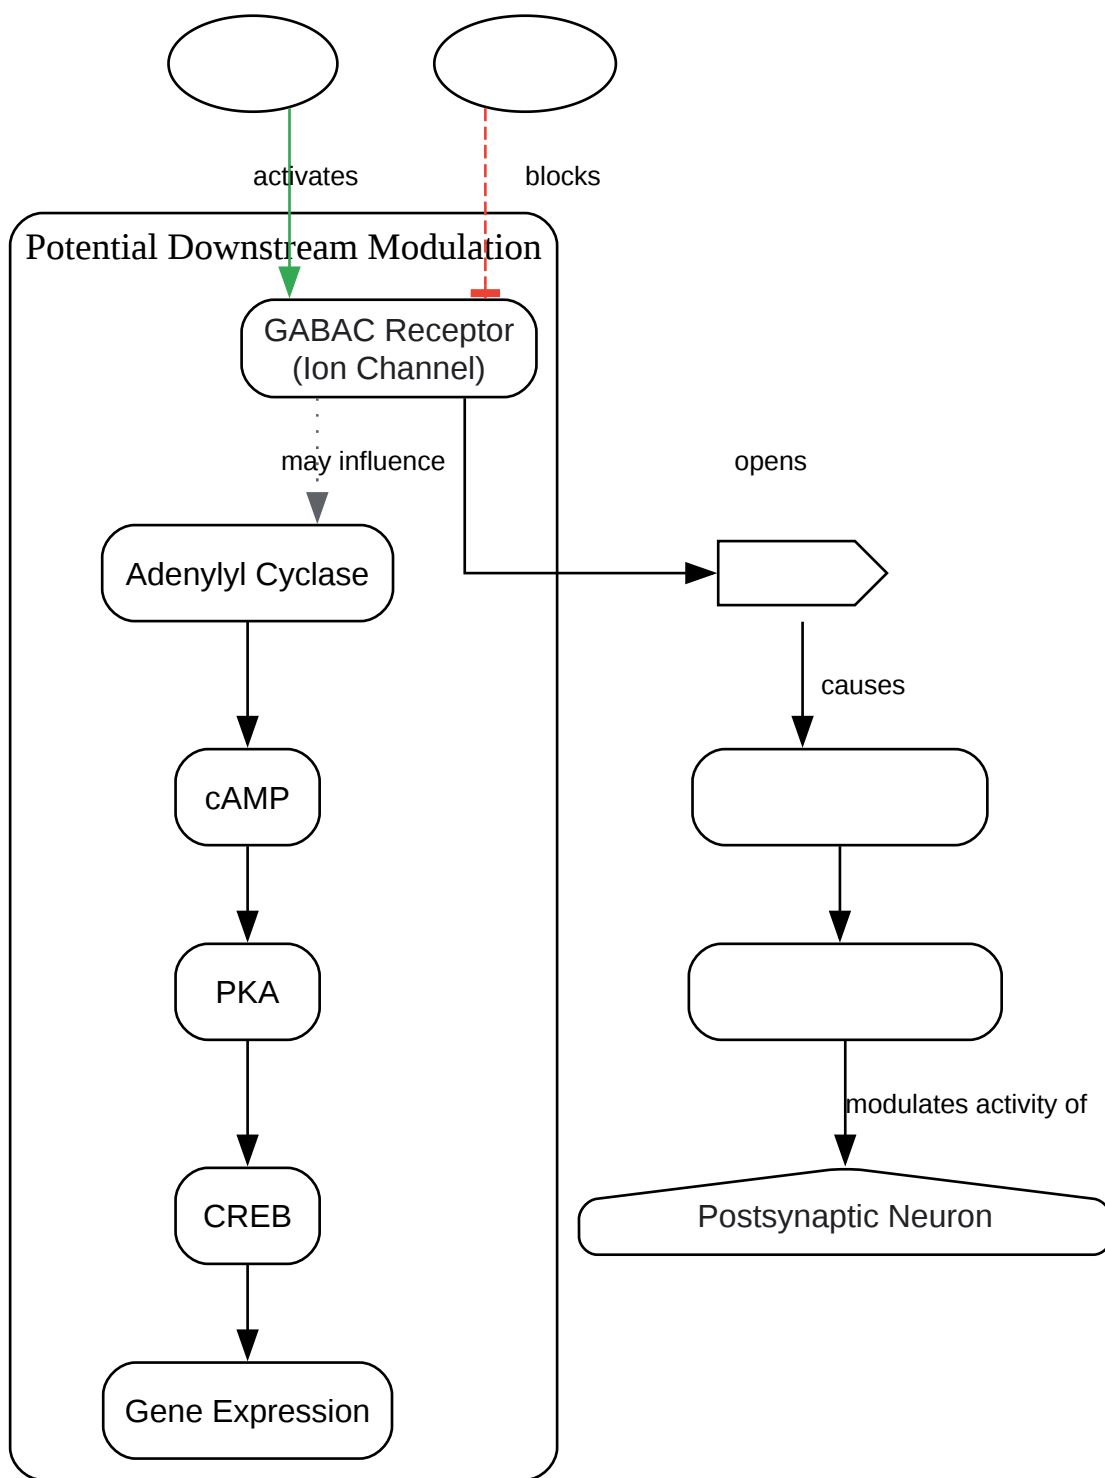 activates
blocks
Potential Downstream Modulation
GABAC Receptor
(Ion Channel)
may influence
opens
Adenylyl Cyclase
causes
cAMP
PKA
modulates activity of
CREB
Postsynaptic Neuron
Gene Expression